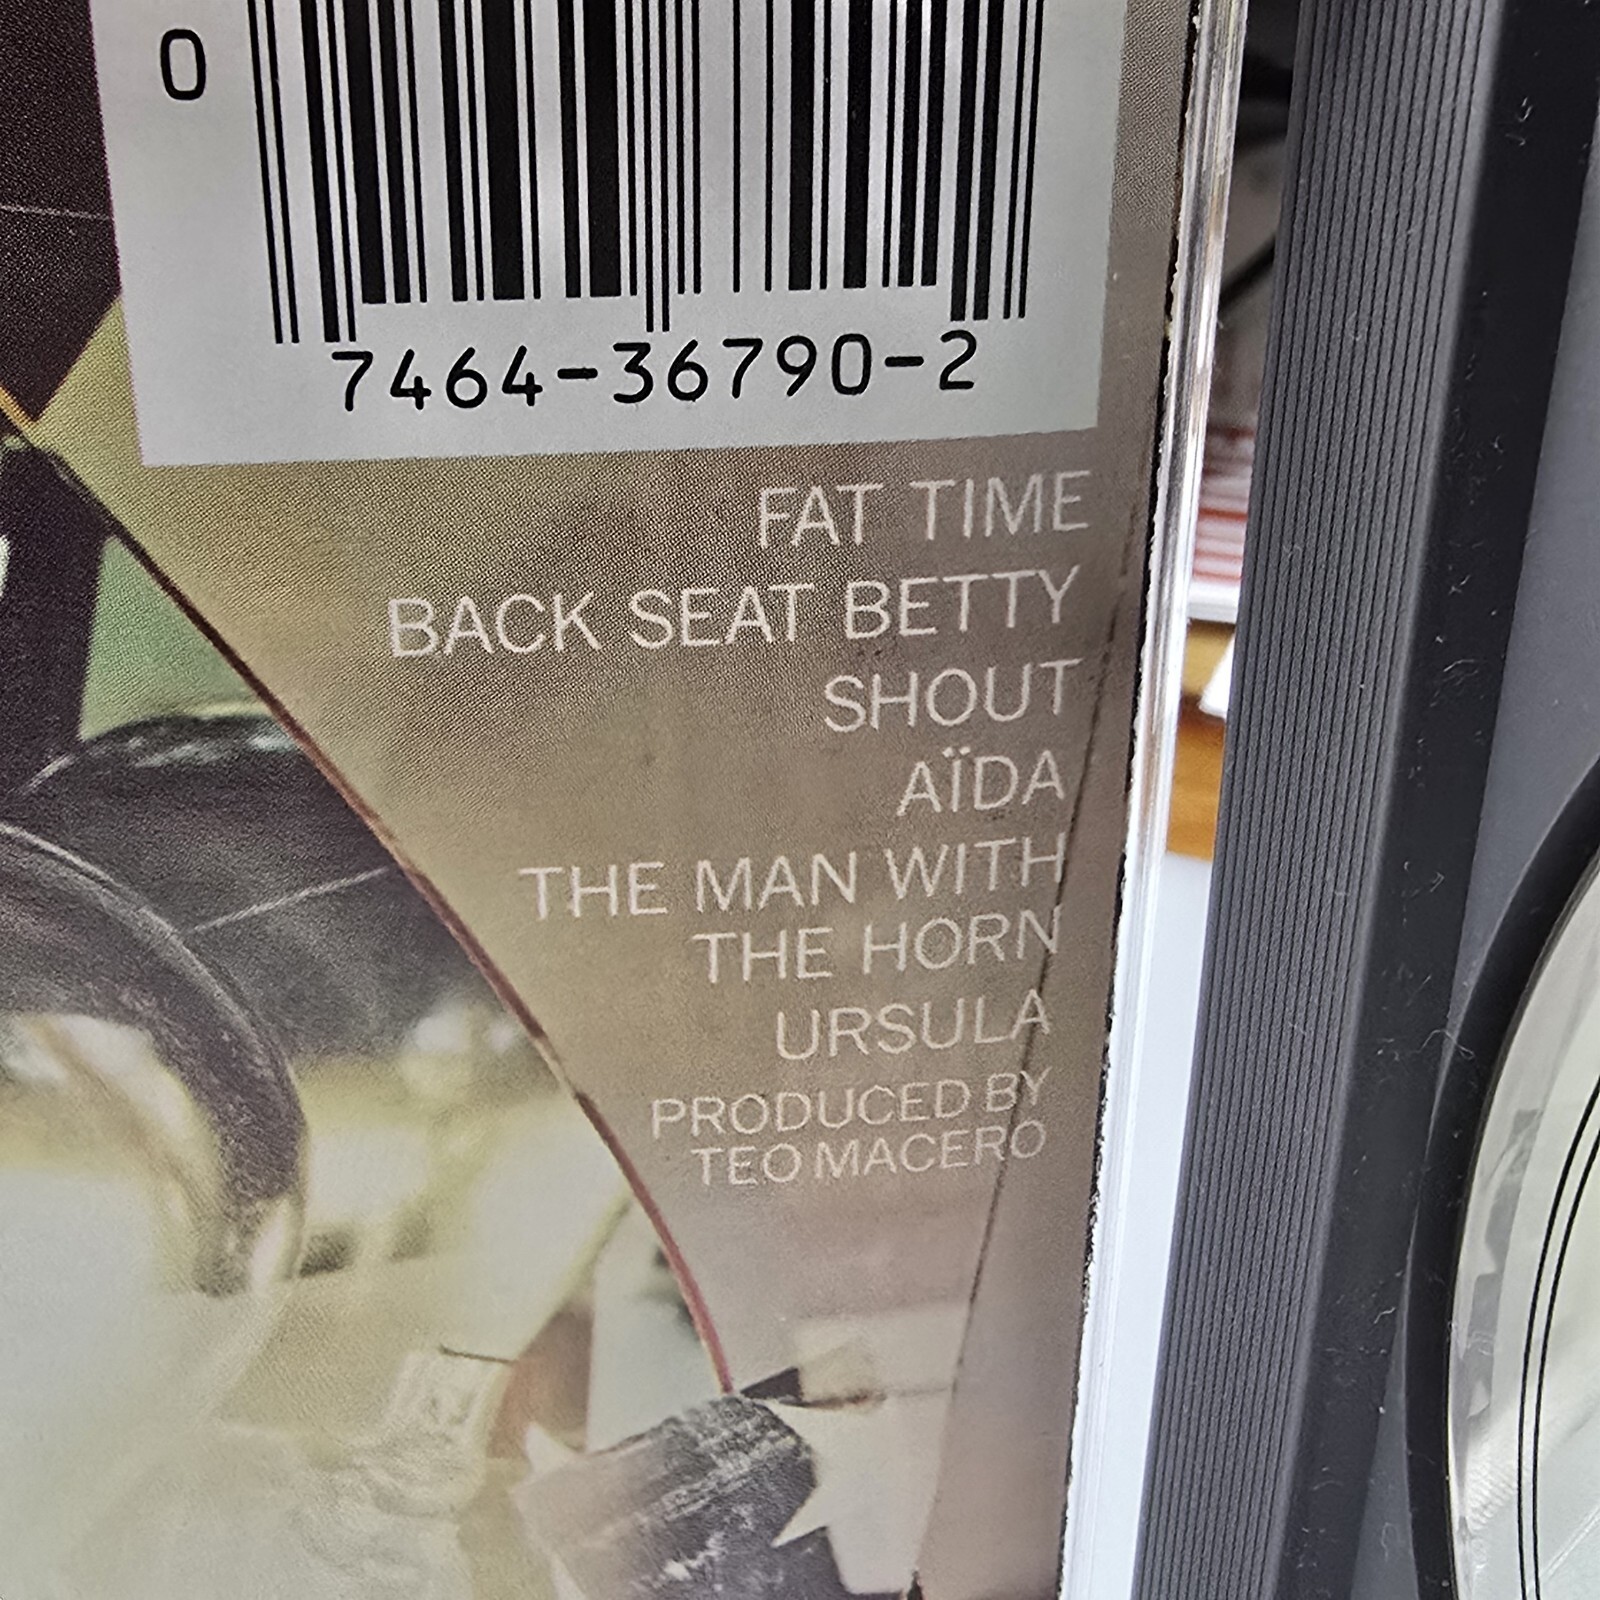 0
7464-36790-2
FAT TIME
BACK SEAT BETTY
SHOUT
AÏDA
THE MAN WITH
THE HORN
URSULA
PRODUCED BY
TEO MACERO